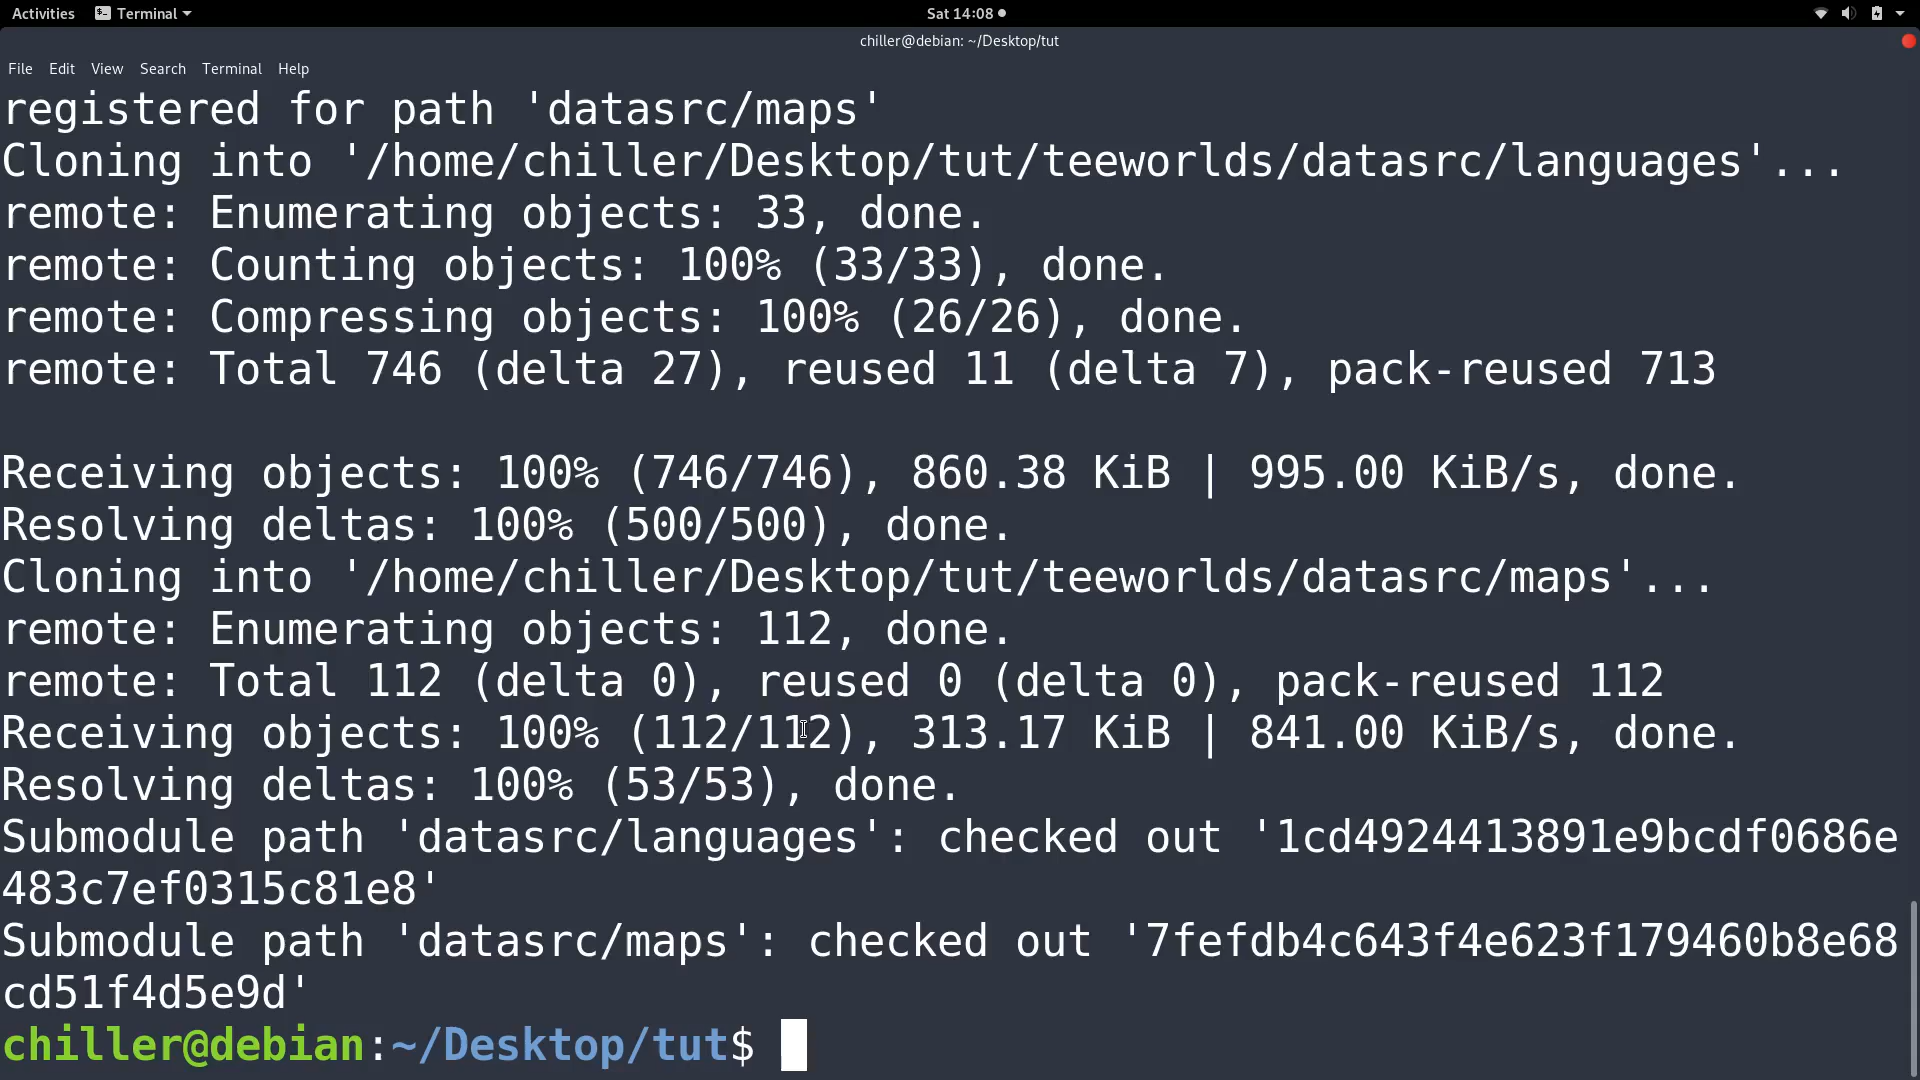 Activities Terminal Sat 14:08
chiller@debian: ~/Desktop/tut
File Edit View Search Terminal Help
registered for path 'datasrc/maps'
Cloning into '/home/chiller/Desktop/tut/teeworlds/datasrc/languages'...
remote: Enumerating objects: 33, done.
remote: Counting objects: 100% (33/33), done.
remote: Compressing objects: 100% (26/26), done.
remote: Total 746 (delta 27), reused 11 (delta 7), pack-reused 713
Receiving objects: 100% (746/746), 860.38 KiB | 995.00 KiB/s, done.
Resolving deltas: 100% (500/500), done.
Cloning into '/home/chiller/Desktop/tut/teeworlds/datasrc/maps'...
remote: Enumerating objects: 112, done.
remote: Total 112 (delta 0), reused 0 (delta 0), pack-reused 112
Receiving objects: 100% (112/112), 313.17 KiB | 841.00 KiB/s, done.
Resolving deltas: 100% (53/53), done.
Submodule path 'datasrc/languages': checked out '1cd4924413891e9bcdf0686e
483c7ef0315c81e8'
Submodule path 'datasrc/maps': checked out '7fefdb4c643f4e623f179460b8e68
cd51f4d5e9d'
chiller@debian:~/Desktop/tut$